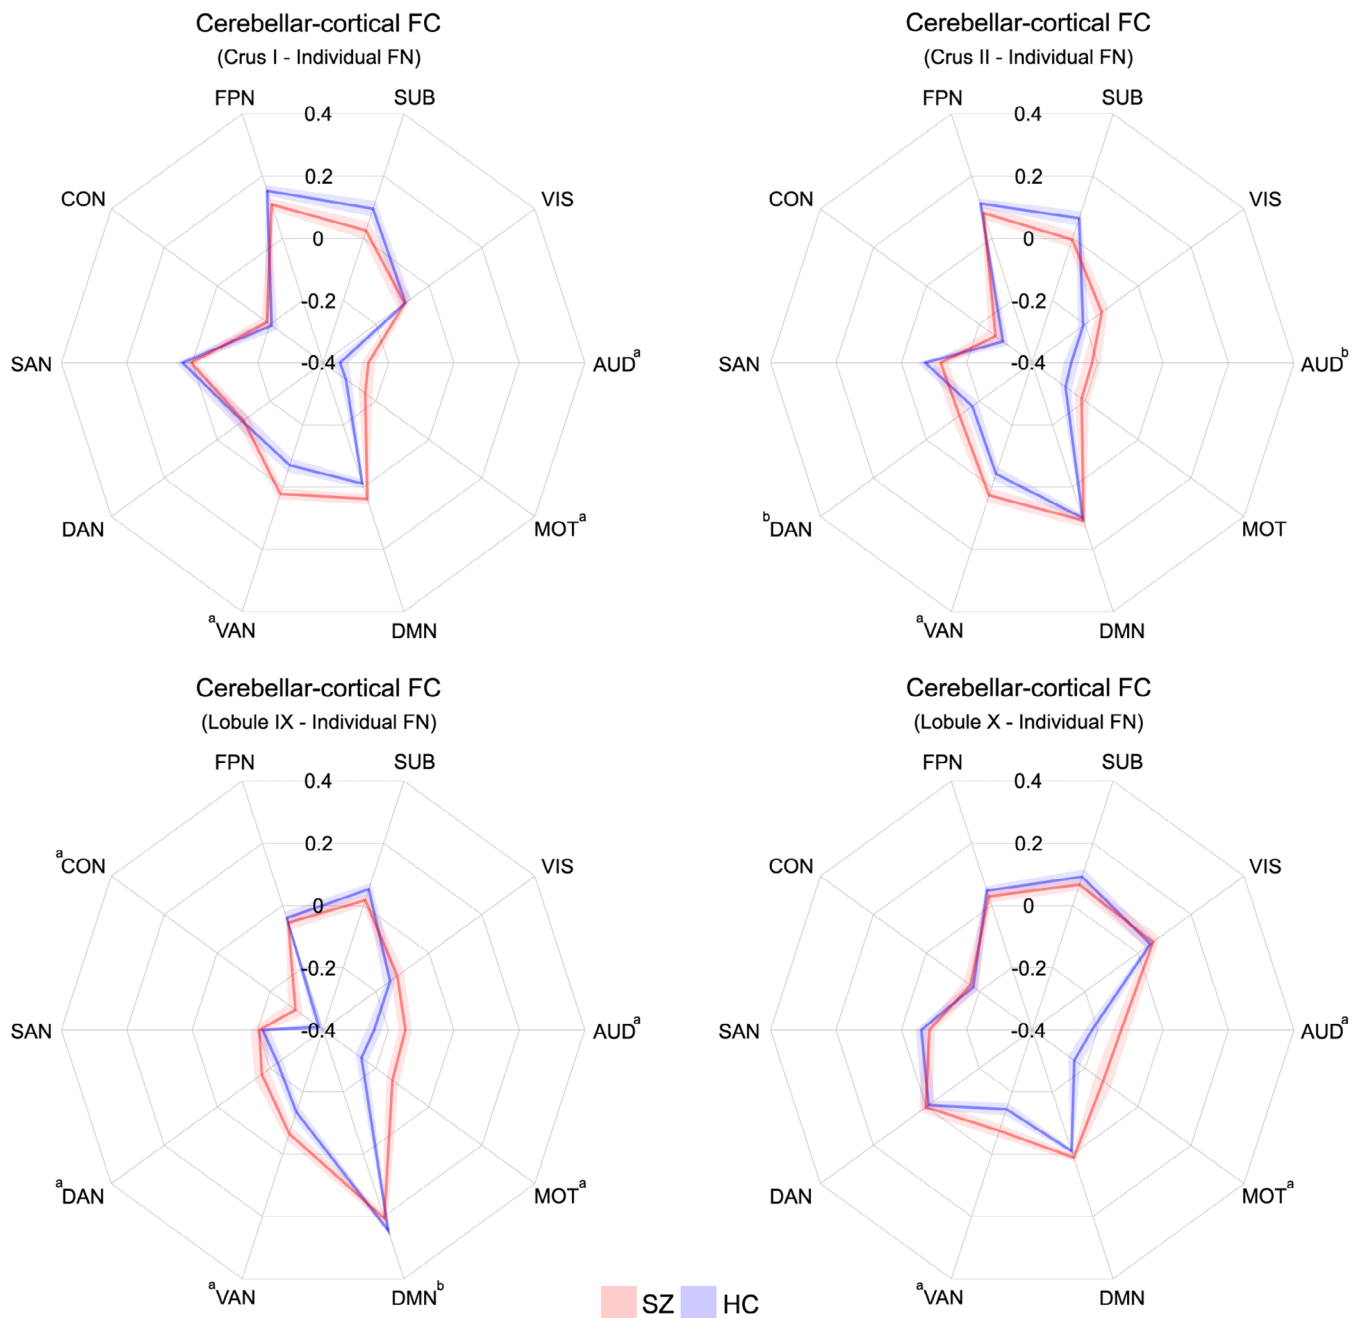 Cerebellar-cortical FC
(Crus I - Individual FN)
FPN
SUB
0.4
CON
VIS
0.2
0
-0.2
SAN
-0.4
AUDa
DAN
MOTa
aVAN
DMN
Cerebellar-cortical FC
(Crus II - Individual FN)
FPN
SUB
0.4
CON
VIS
0.2
0
-0.2
SAN
-0.4
AUDb
bDAN
MOT
aVAN
DMN
Cerebellar-cortical FC
(Lobule IX - Individual FN)
FPN
SUB
0.4
aCON
VIS
0.2
0
-0.2
SAN
-0.4
AUDa
aDAN
MOTa
aVAN
DMNb
Cerebellar-cortical FC
(Lobule X - Individual FN)
FPN
SUB
0.4
CON
VIS
0.2
0
-0.2
SAN
-0.4
AUDa
DAN
MOTa
aVAN
DMN
SZ HC